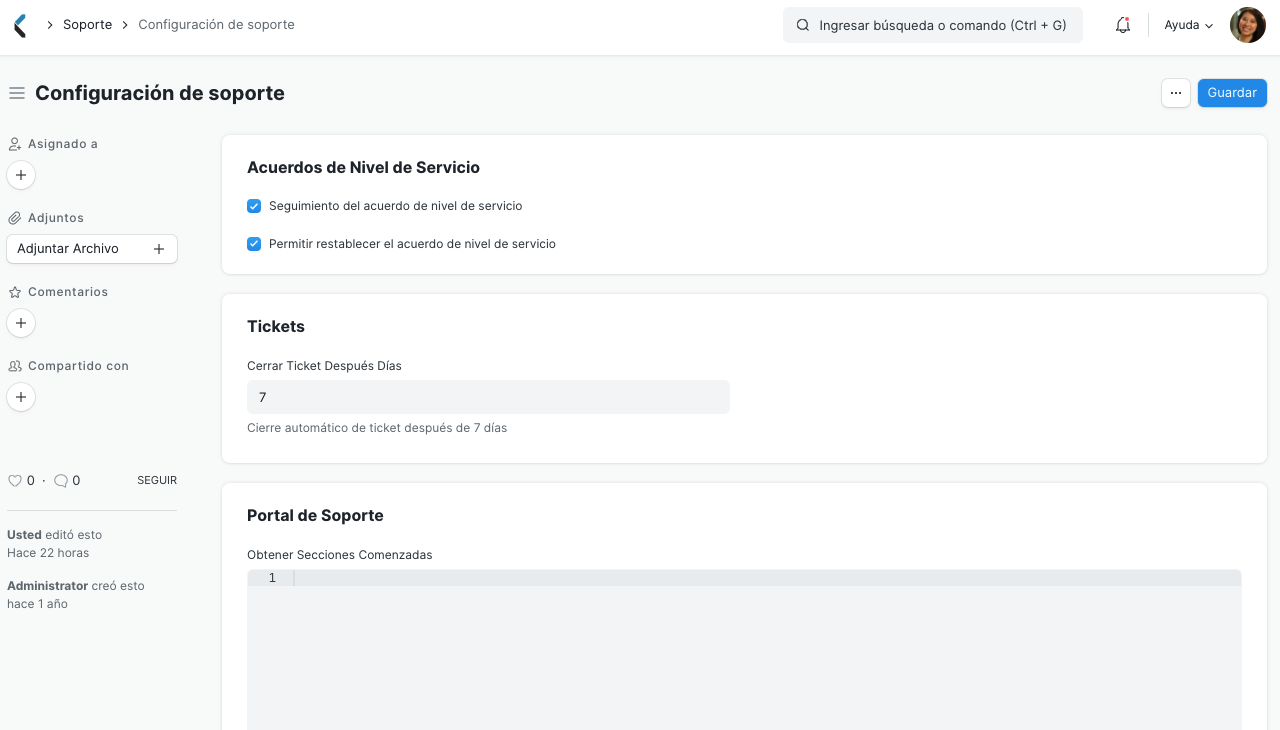 Soporte
Configuración de soporte
Ingresar búsqueda o comando (Ctrl + G)
Ayuda
Configuración de soporte
Guardar
Asignado a
Adjuntos
Adjuntar Archivo
Comentarios
Compartido con
0 · 0
SEGUIR
Usted editó esto
Hace 22 horas
Administrator creó esto
hace 1 año
Acuerdos de Nivel de Servicio
Seguimiento del acuerdo de nivel de servicio
Permitir restablecer el acuerdo de nivel de servicio
Tickets
Cerrar Ticket Después Días
7
Cierre automático de ticket después de 7 días
Portal de Soporte
Obtener Secciones Comenzadas
1